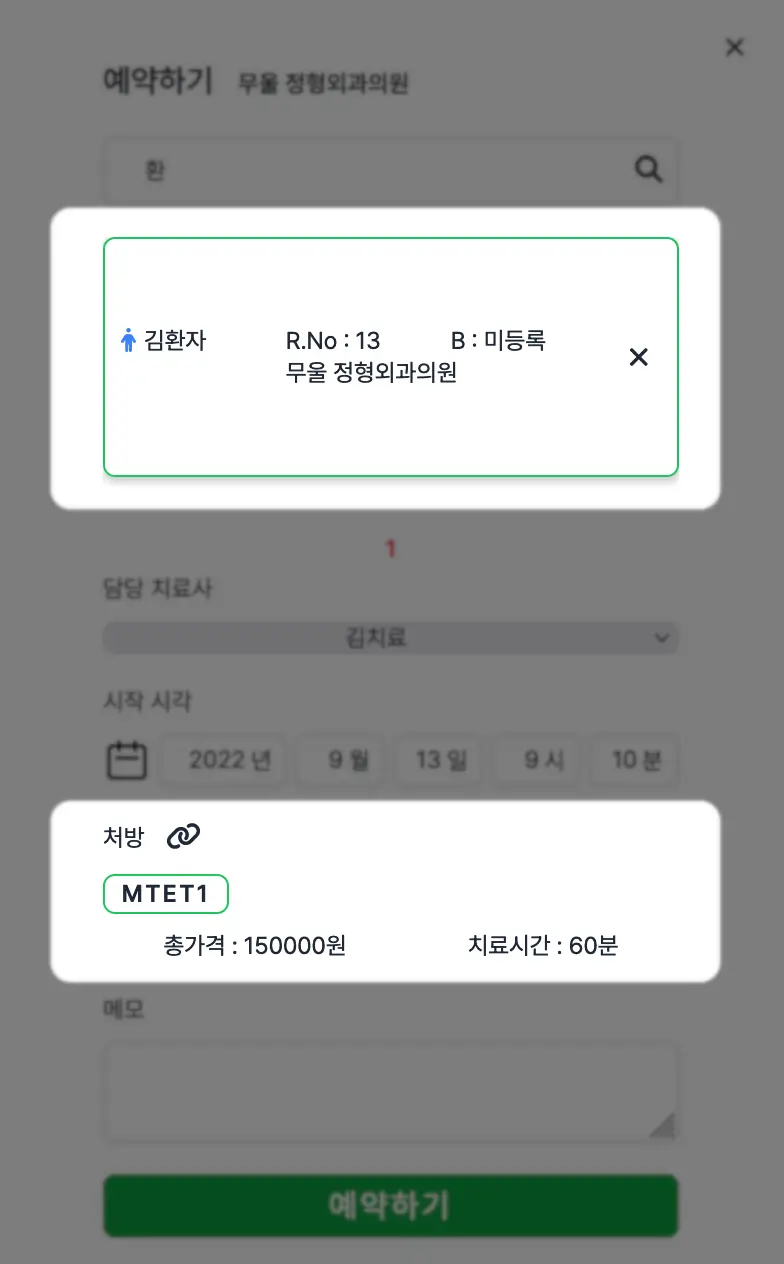 예약하기 무울 정형외과의원
환
김환자 R.No : 13 B : 미등록
무울 정형외과의원
1
담당 치료사
김치료
시작 시각
2022 년 9 월 13 일 9 시 10 분
처방
MTET1
총가격 : 150000원 치료시간 : 60분
메모
예약하기